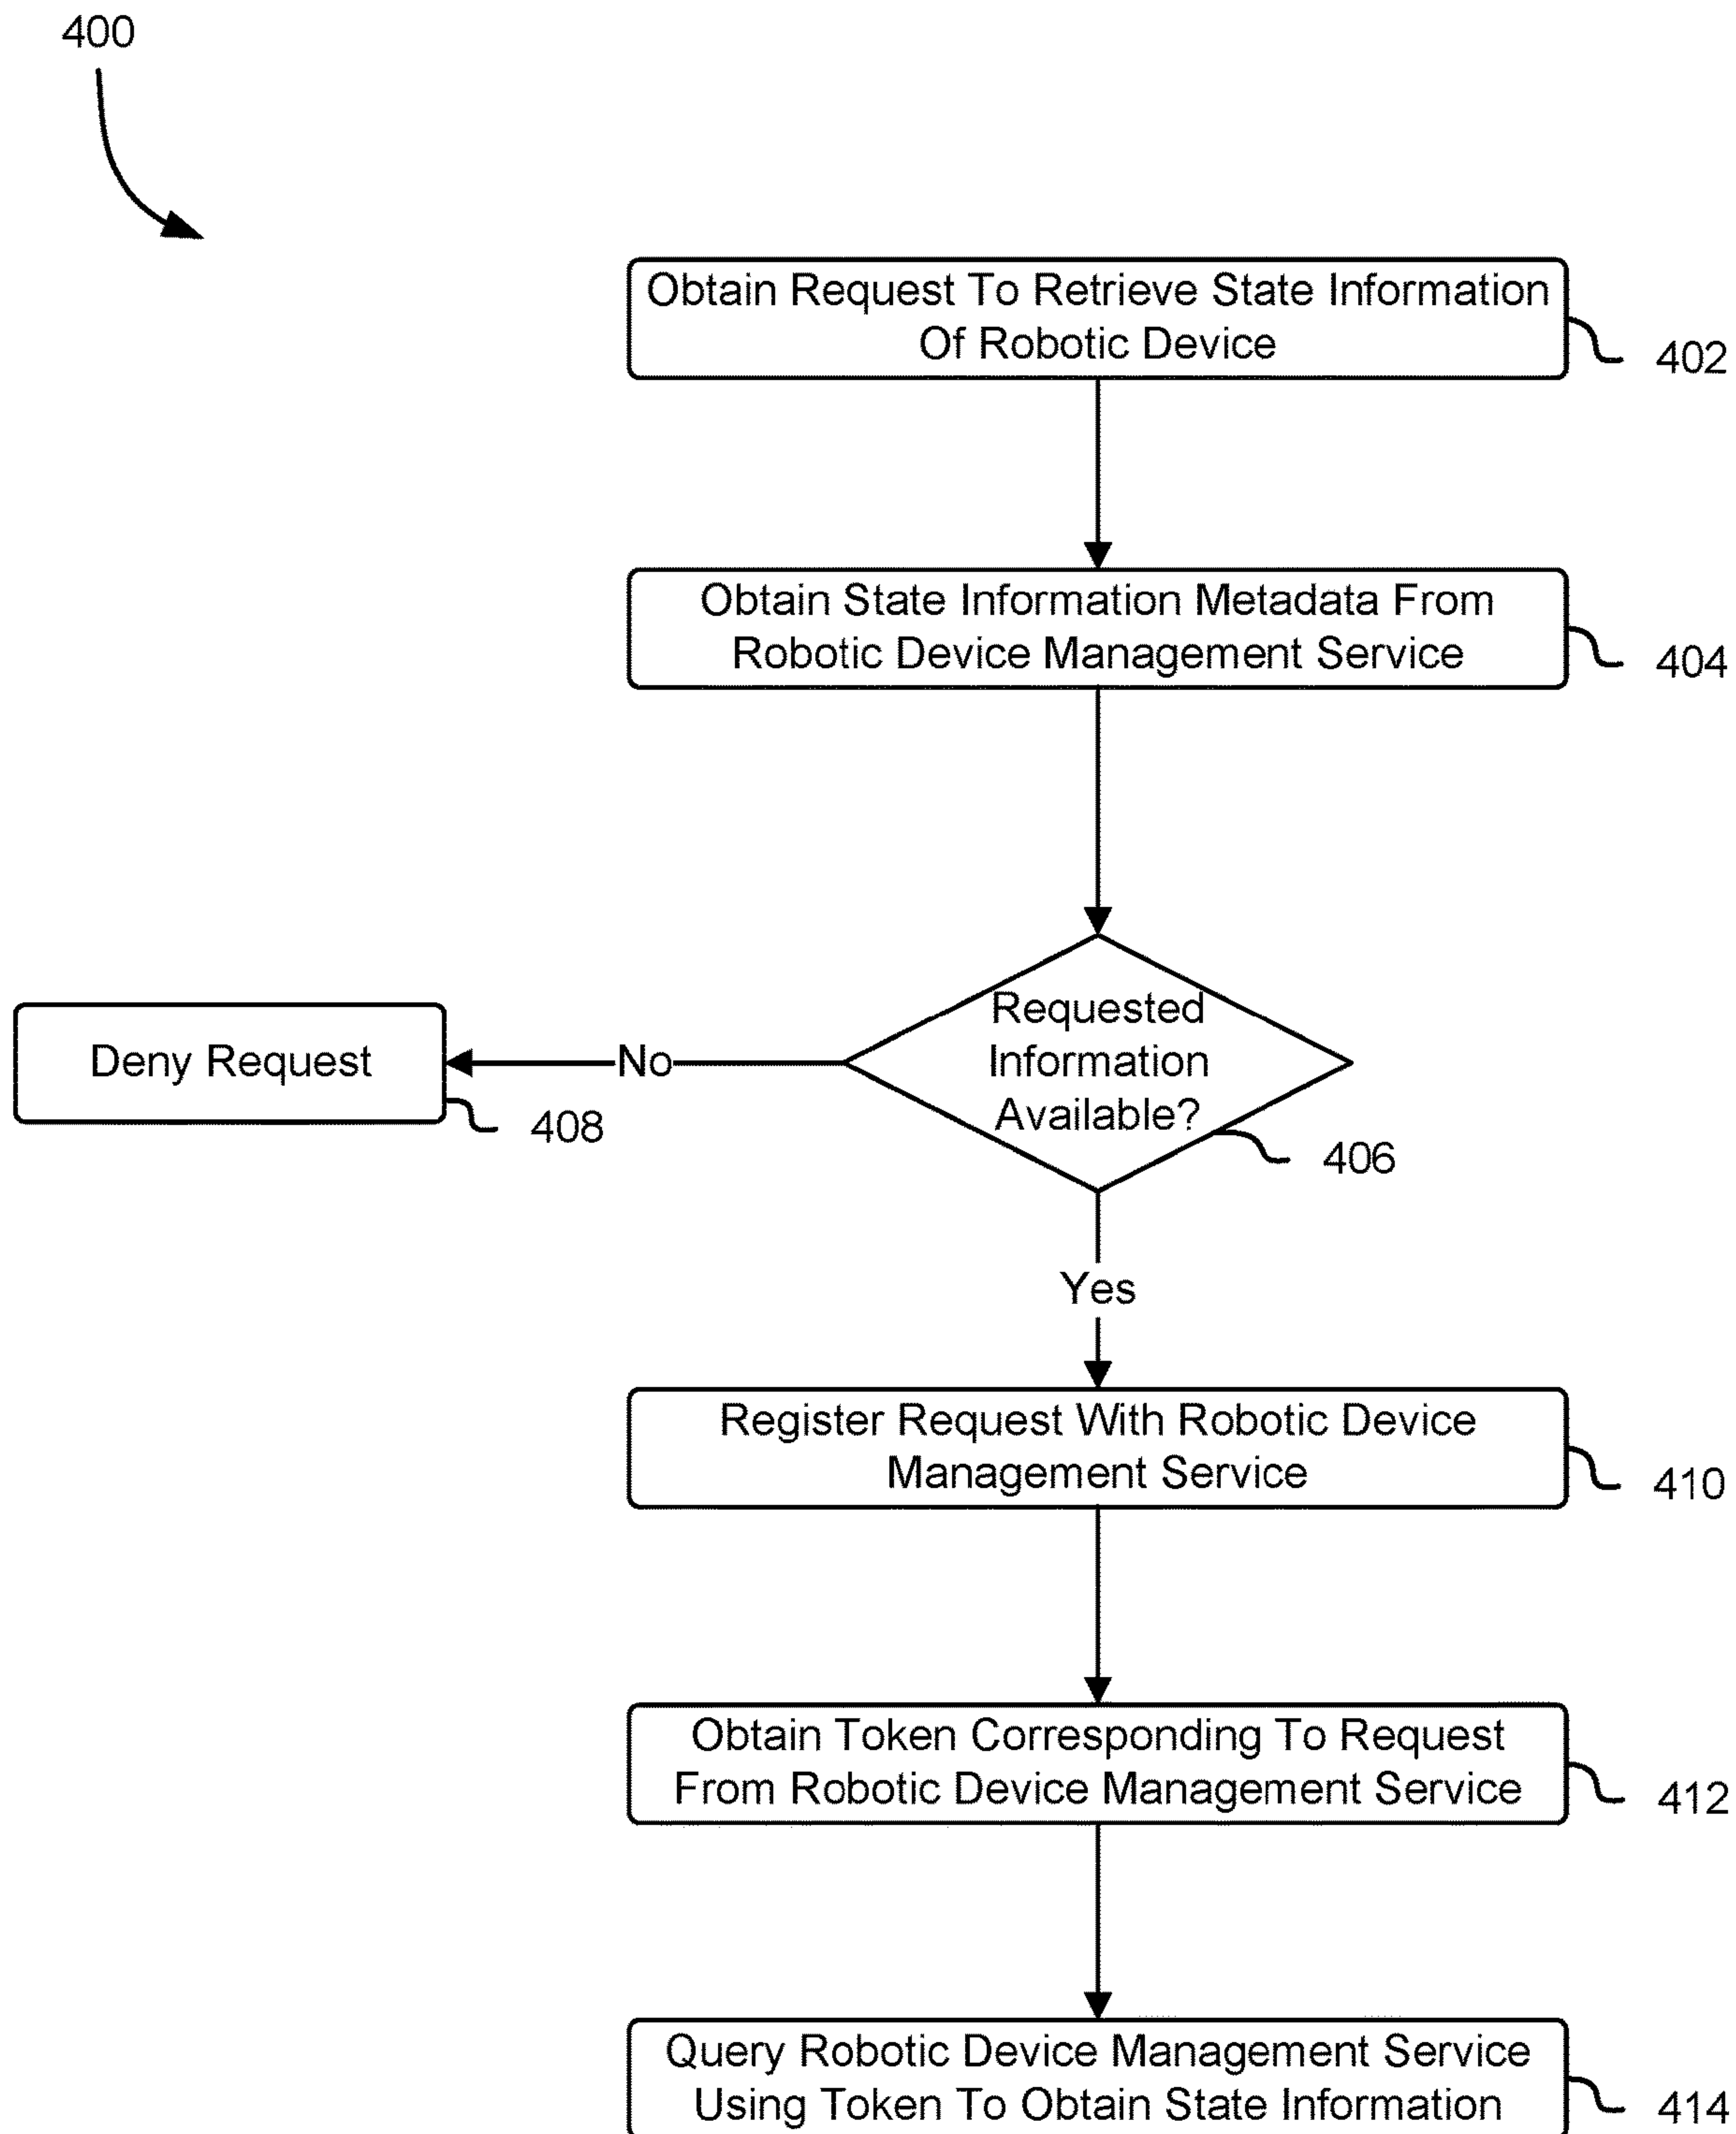 400
Obtain Request To Retrieve State Information
Of Robotic Device
402
Obtain State Information Metadata From
Robotic Device Management Service
404
Requested
Information
Available?
406
No
Deny Request
408
Yes
Register Request With Robotic Device
Management Service
410
Obtain Token Corresponding To Request
From Robotic Device Management Service
412
Query Robotic Device Management Service
Using Token To Obtain State Information
414